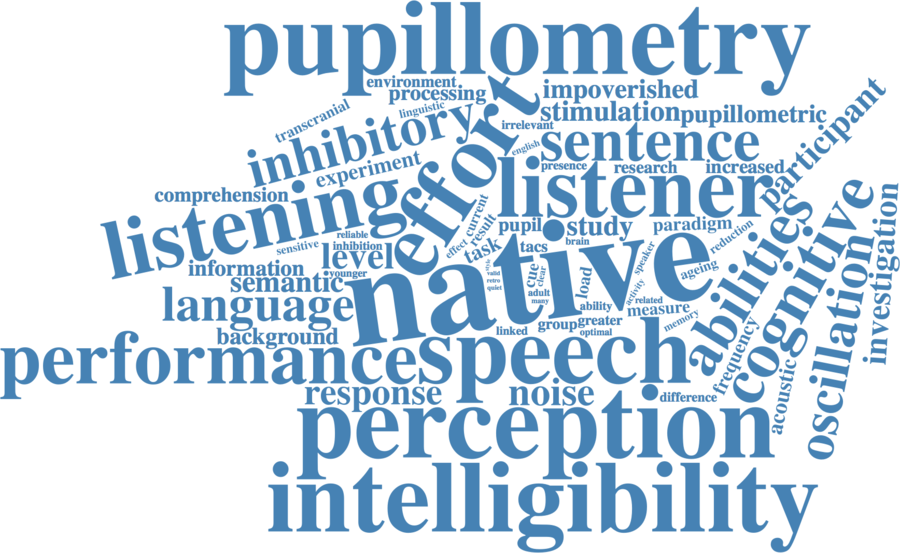 pupillometry
environment
processing
impoverished
linguistic
transcranial
stimulation
pupillometric
participant
inhibitory
effort
irrelevant
english
sentence
experiment
presence
research
increased
comprehension
listening
listener
current
result
effect
task
pupil
study
paradigm
reliable
sensitive
inhibition
level
native
tacs
brain
speaker
reduction
abilities
cognitive
oscillation
investigation
information
younger
semantic
style
valid
retro
quiet
cue
clear
adult
many
load
ability
activity
ageing
related
measure
memory
language
background
linked
group
greater
optimal
frequency
acoustic
performance
speech
response
noise
difference
perception
intelligibility